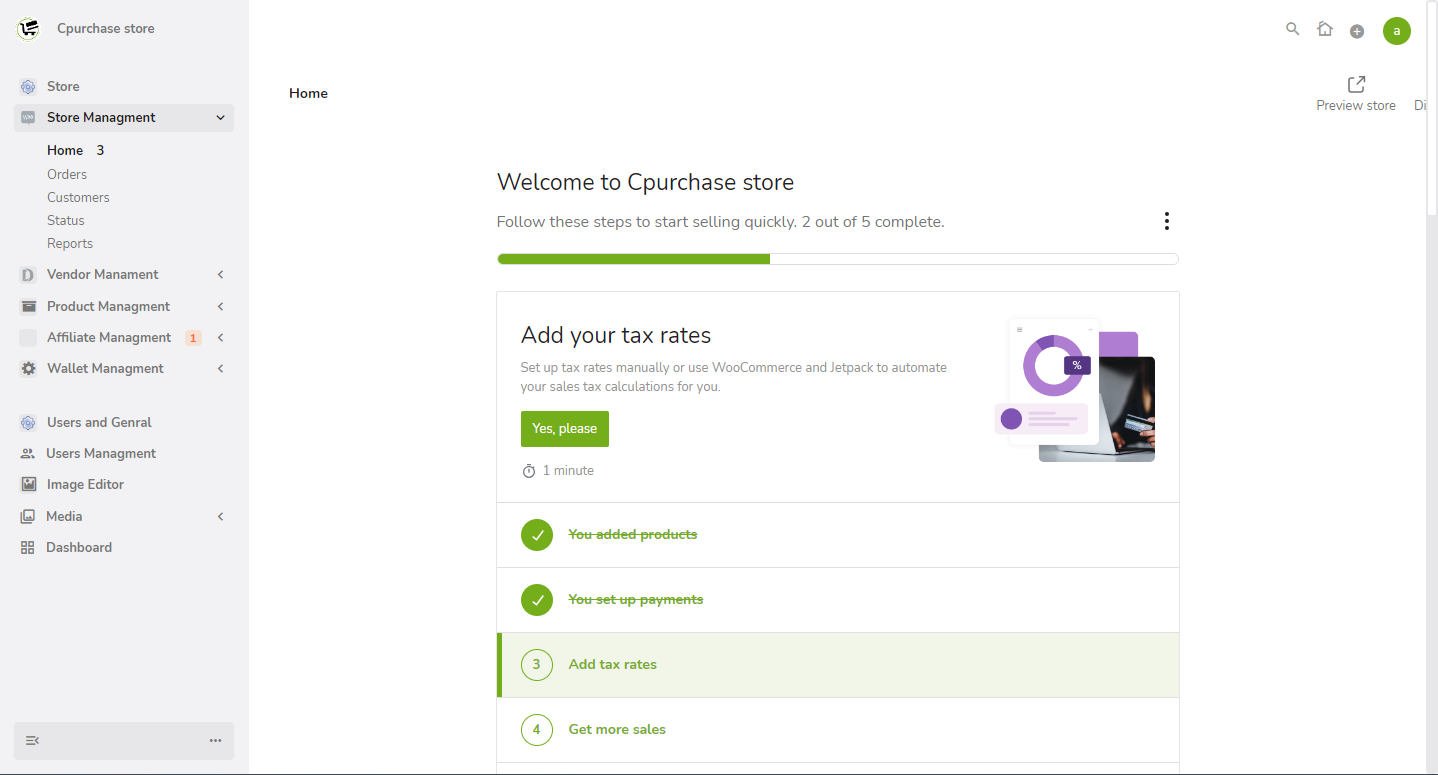 Cpurchase store
a
Store
Store Managment
Home 3
Orders
Customers
Status
Reports
Vendor Manament
Product Managment
Affiliate Managment 1
Wallet Managment
Users and Genral
Users Managment
Image Editor
Media
Dashboard
Home
Preview store
Di
Welcome to Cpurchase store
Follow these steps to start selling quickly. 2 out of 5 complete.
Add your tax rates
Set up tax rates manually or use WooCommerce and Jetpack to automate
your sales tax calculations for you.
Yes, please
1 minute
%
You added products
You set up payments
3 Add tax rates
4 Get more sales